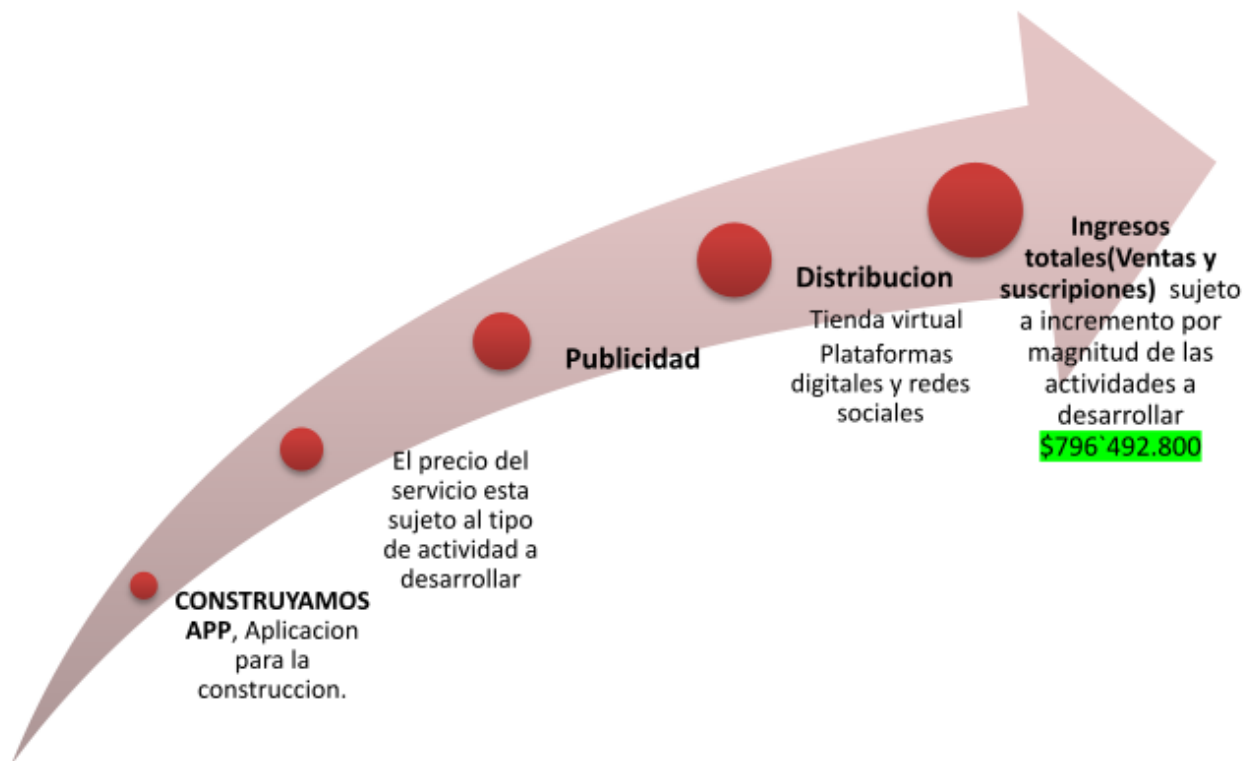 CONSTRUYAMOS
APP, Aplicacion
para la
construccion.
El precio del
servicio esta
sujeto al tipo
de actividad a
desarrollar
Publicidad
Distribucion
Tienda virtual
Plataformas
digitales y redes
sociales
Ingresos
totales(Ventas y
suscripiones) sujeto
a incremento por
magnitud de las
actividades a
desarrollar
$796`492.800